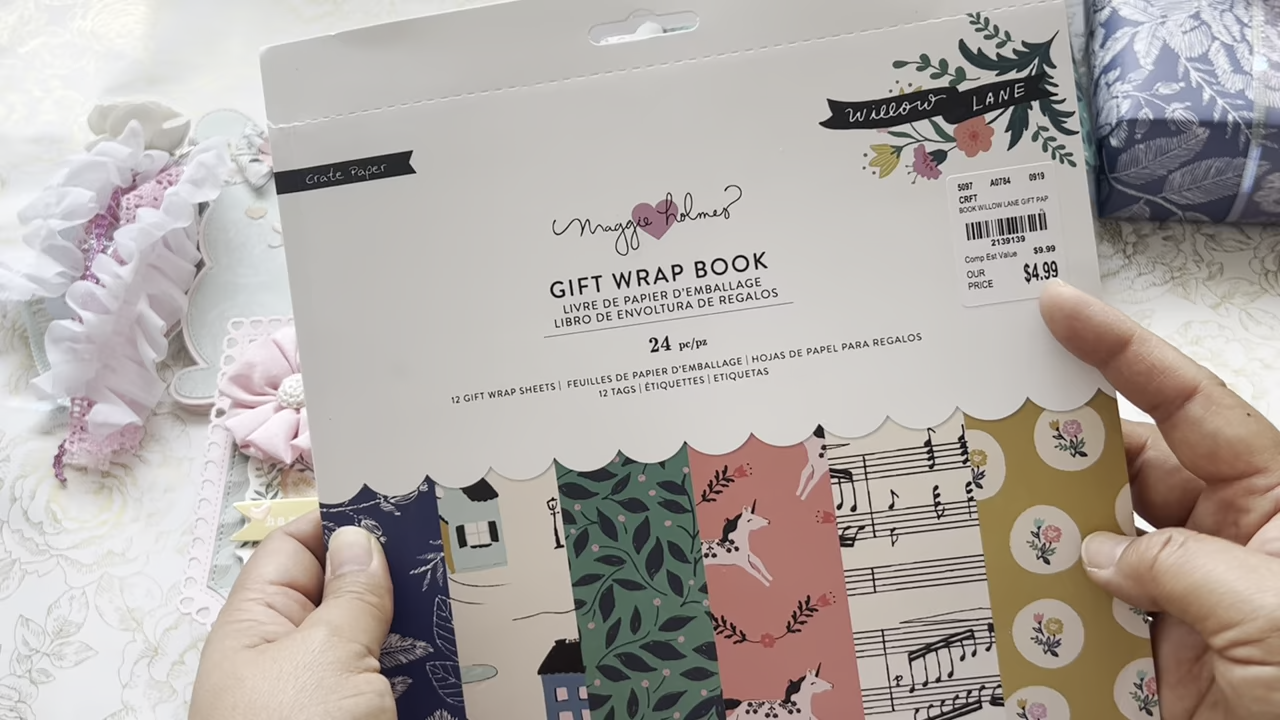 Willow LANE
Crate Paper
maggie holmes
GIFT WRAP BOOK
LIVRE DE PAPIER D'EMBALLAGE
LIBRO DE ENVOLTURA DE REGALOS
24 pc/pz
12 GIFT WRAP SHEETS | FEUILLES DE PAPIER D'EMBALLAGE | HOJAS DE PAPEL PARA REGALOS
12 TAGS | ÉTIQUETTES | ETIQUETAS
5097 A0784 0919
CRFT
BOOK WILLOW LANE GIFT PAP
2139139
Comp Est Value $9.99
OUR PRICE $4.99